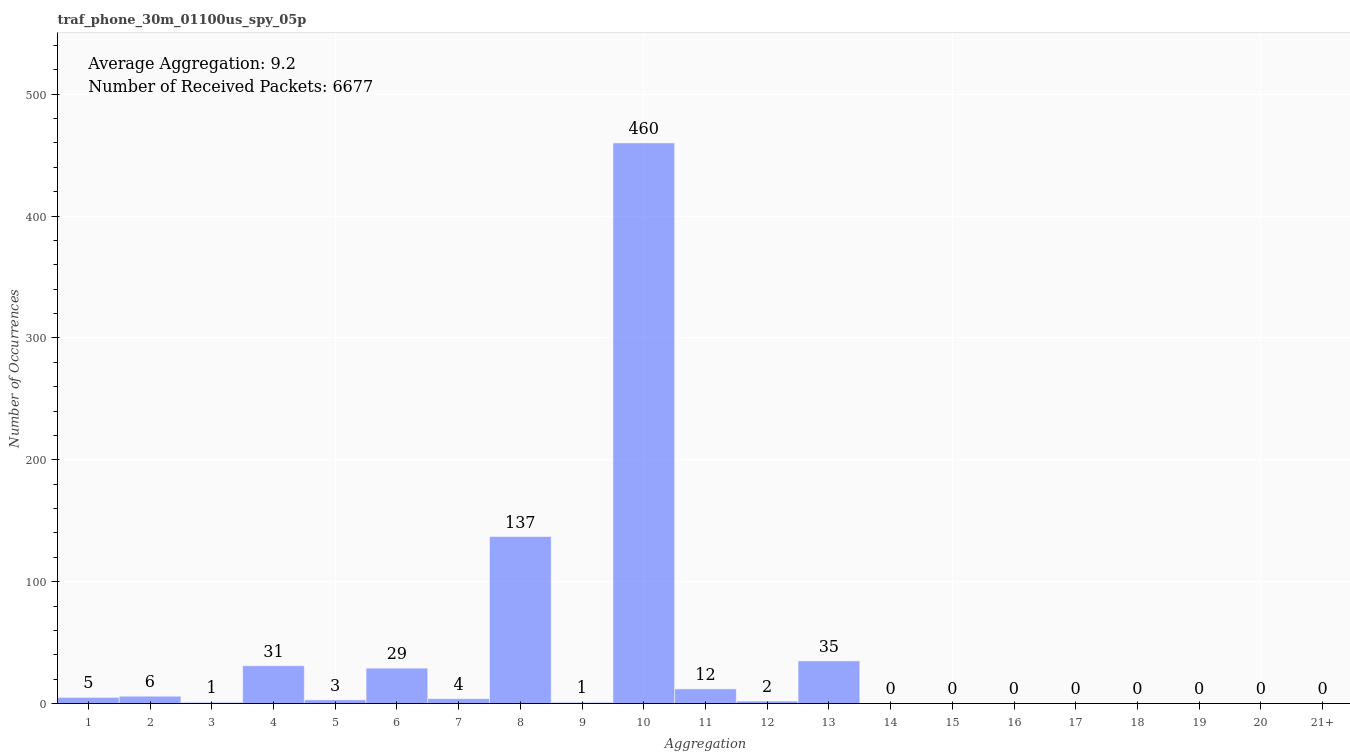 traf_phone_30m_01100us_spy_05p
Average Aggregation: 9.2
Number of Received Packets: 6677
Number of Occurrences
500
400
300
200
100
0
5 6 1 31 3 29 4 137 1 460 12 2 35 0 0 0 0 0 0 0 0
1 2 3 4 5 6 7 8 9 10 11 12 13 14 15 16 17 18 19 20 21+
Aggregation